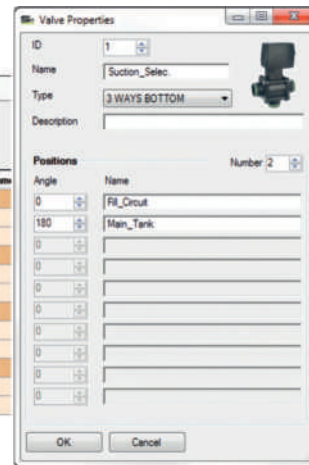 Valve Properties
ID 1
Name Suction_Selec.
Type 3 WAYS BOTTOM
Description
Positions Number 2
Angle Name
0 Fill_Circuit
180 Main_Tank
0
0
0
0
0
0
0
0
OK Cancel